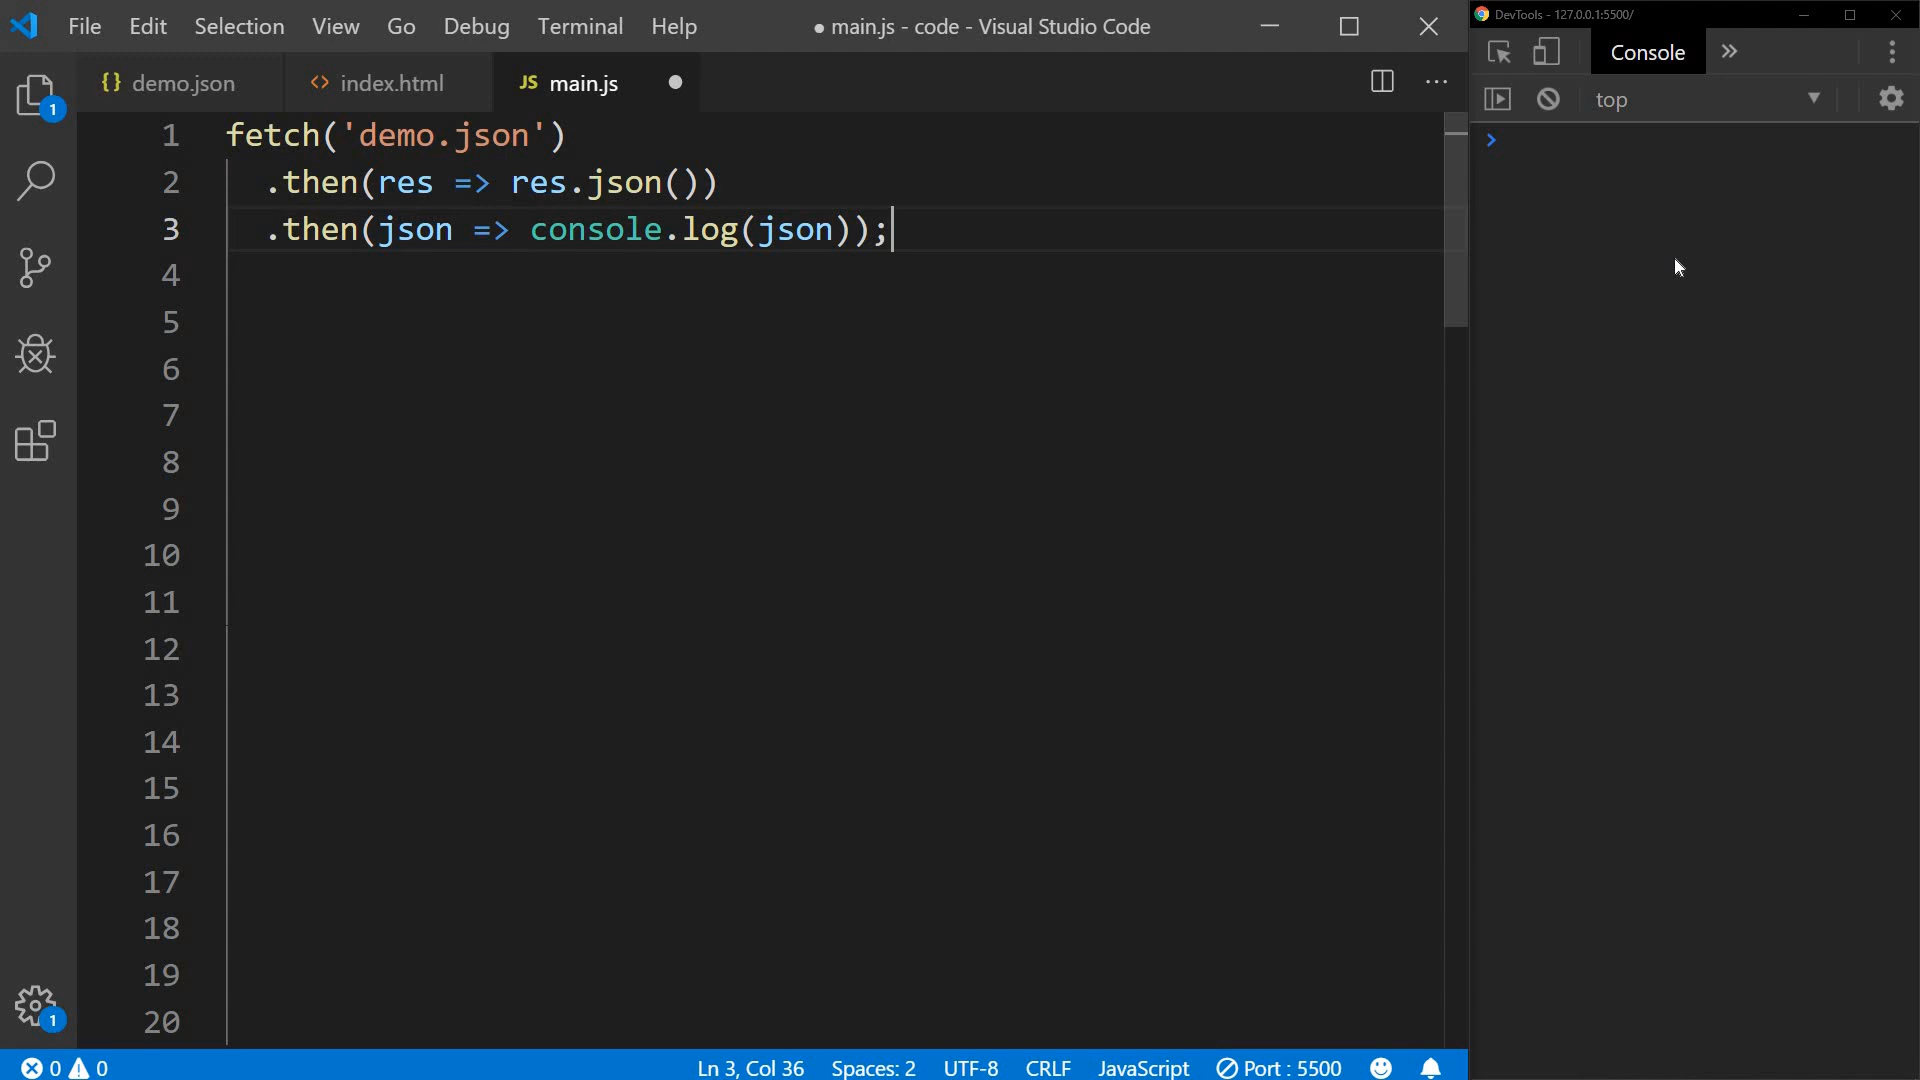 File Edit Selection View Go Debug Terminal Help ● main.js - code - Visual Studio Code
DevTools - 127.0.0.1:5500/
{} demo.json <> index.html JS main.js ●
Console
top
1
1 fetch('demo.json')
2 .then(res => res.json())
3 .then(json => console.log(json));
4
5
6
7
8
9
10
11
12
13
14
15
16
17
18
19
20
1
0 0 Ln 3, Col 36 Spaces: 2 UTF-8 CRLF JavaScript Port : 5500